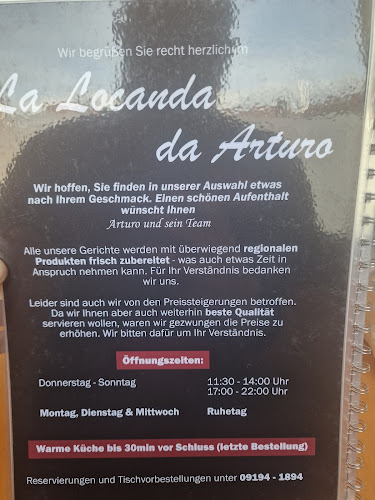 Wir begrüßen Sie recht herzlich im
La Locanda
da Arturo
Wir hoffen, Sie finden in unserer Auswahl etwas
nach Ihrem Geschmack. Einen schönen Aufenthalt
wünscht Ihnen
Arturo und sein Team
Alle unsere Gerichte werden mit überwiegend regionalen
Produkten frisch zubereitet - was auch etwas Zeit in
Anspruch nehmen kann. Für Ihr Verständnis bedanken
wir uns.
Leider sind auch wir von den Preissteigerungen betroffen.
Da wir Ihnen aber auch weiterhin beste Qualität
servieren wollen, waren wir gezwungen die Preise zu
erhöhen. Wir bitten dafür um Ihr Verständnis.
Öffnungszeiten:
Donnerstag - Sonntag 11:30 - 14:00 Uhr
17:00 - 22:00 Uhr
Montag, Dienstag & Mittwoch Ruhetag
Warme Küche bis 30min vor Schluss (letzte Bestellung)
Reservierungen und Tischvorbestellungen unter 09194 - 1894